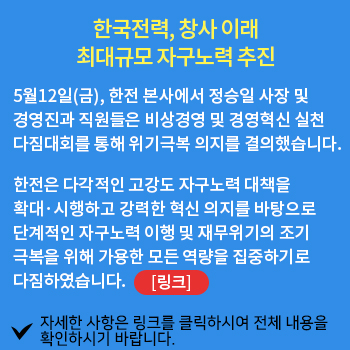 한국전력, 창사 이래
최대규모 자구노력 추진
5월12일(금), 한전 본사에서 정승일 사장 및
경영진과 직원들은 비상경영 및 경영혁신 실천
다짐대회를 통해 위기극복 의지를 결의했습니다.
한전은 다각적인 고강도 자구노력 대책을
확대·시행하고 강력한 혁신 의지를 바탕으로
단계적인 자구노력 이행 및 재무위기의 조기
극복을 위해 가용한 모든 역량을 집중하기로
다짐하였습니다. [링크]
자세한 사항은 링크를 클릭하시여 전체 내용을
확인하시기 바랍니다.